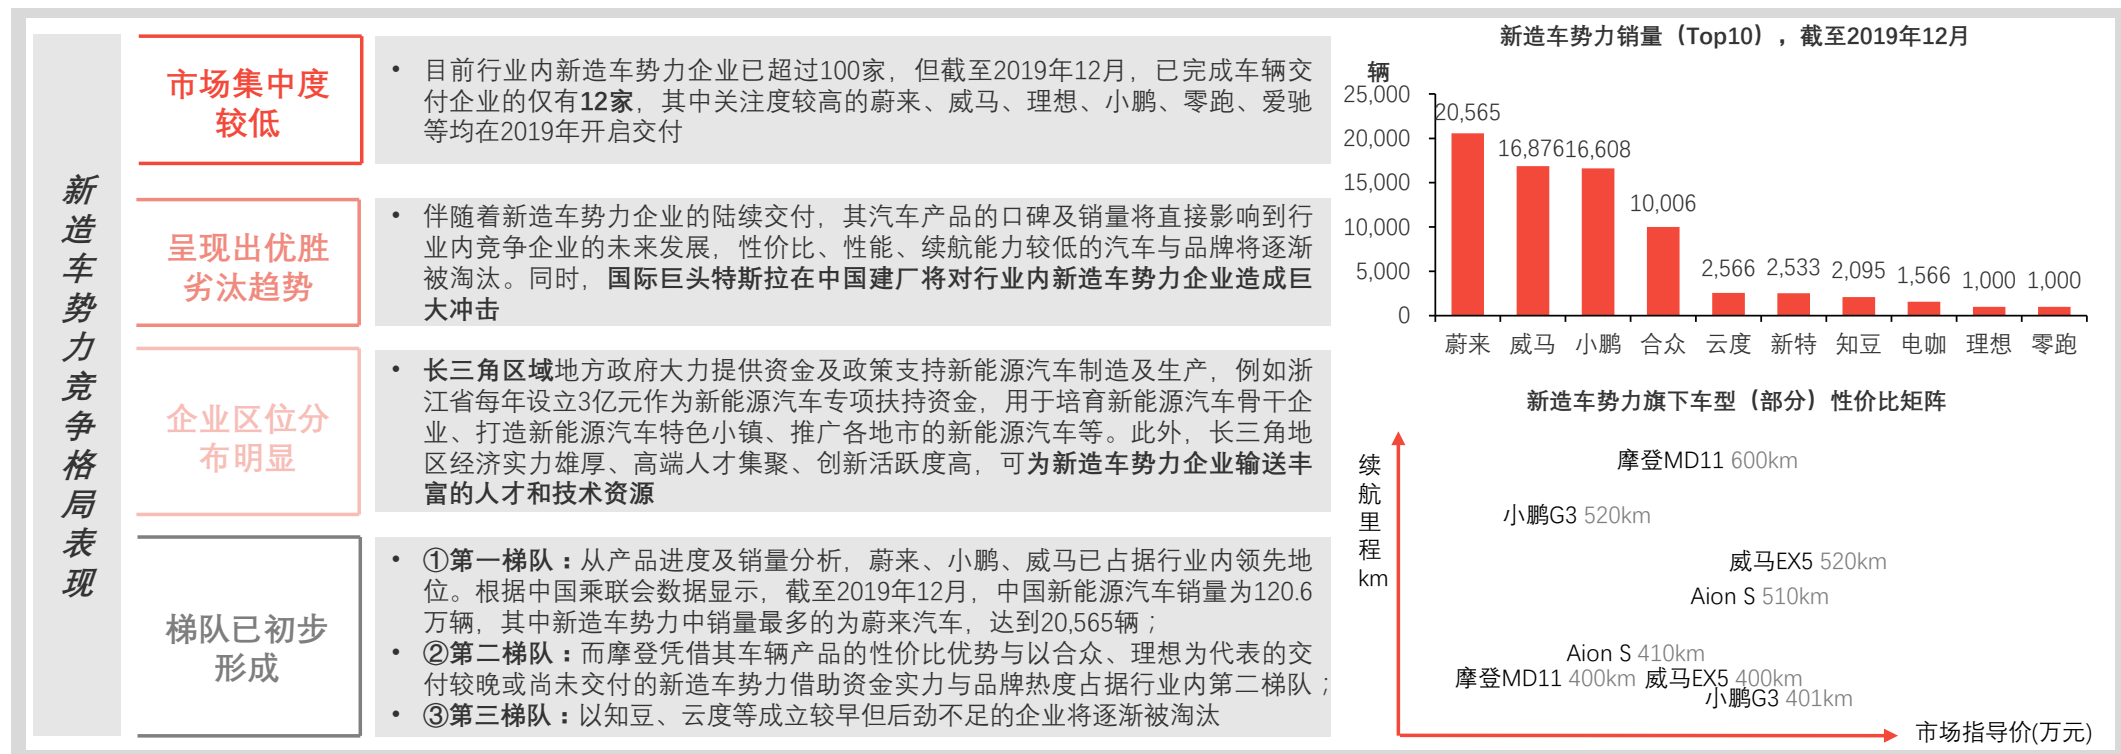 新造车势力竞争格局表现
市场集中度
较低
• 目前行业内新造车势力企业已超过100家，但截至2019年12月，已完成车辆交
付企业的仅有12家，其中关注度较高的蔚来、威马、理想、小鹏、零跑、爱驰
等均在2019年开启交付
呈现出优胜
劣汰趋势
• 伴随着新造车势力企业的陆续交付，其汽车产品的口碑及销量将直接影响到行
业内竞争企业的未来发展，性价比、性能、续航能力较低的汽车与品牌将逐渐
被淘汰。同时，国际巨头特斯拉在中国建厂将对行业内新造车势力企业造成巨
大冲击
企业区位分
布明显
• 长三角区域地方政府大力提供资金及政策支持新能源汽车制造及生产，例如浙
江省每年设立3亿元作为新能源汽车专项扶持资金，用于培育新能源汽车骨干企
业、打造新能源汽车特色小镇、推广各地市的新能源汽车等。此外，长三角地
区经济实力雄厚、高端人才集聚、创新活跃度高，可为新造车势力企业输送丰
富的人才和技术资源
梯队已初步
形成
• ①第一梯队：从产品进度及销量分析，蔚来、小鹏、威马已占据行业内领先地
位。根据中国乘联会数据显示，截至2019年12月，中国新能源汽车销量为120.6
万辆，其中新造车势力中销量最多的为蔚来汽车，达到20,565辆；
• ②第二梯队：而摩登凭借其车辆产品的性价比优势与以合众、理想为代表的交
付较晚或尚未交付的新造车势力借助资金实力与品牌热度占据行业内第二梯队；
• ③第三梯队：以知豆、云度等成立较早但后劲不足的企业将逐渐被淘汰
新造车势力销量（Top10），截至2019年12月
辆
25,000
20,000
15,000
10,000
5,000
0
20,565
16,876
16,608
10,006
2,566
2,533
2,095
1,566
1,000
1,000
蔚来 威马 小鹏 合众 云度 新特 知豆 电咖 理想 零跑
新造车势力旗下车型（部分）性价比矩阵
续航里程km
摩登MD11 600km
小鹏G3 520km
威马EX5 520km
Aion S 510km
Aion S 410km
摩登MD11 400km 威马EX5 400km
小鹏G3 401km
市场指导价(万元)